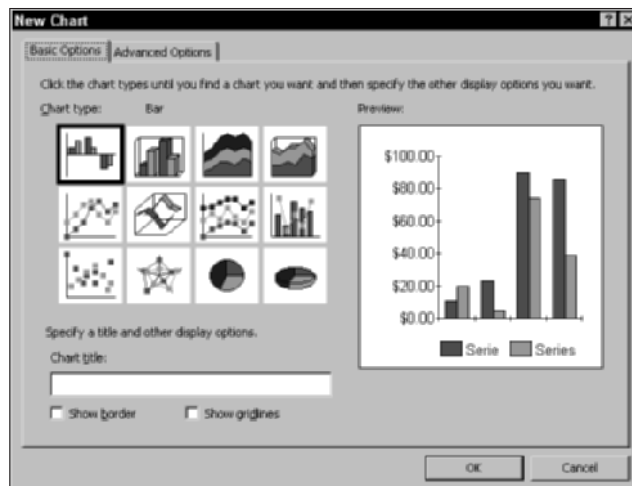 New Chart
Basic Options
Advanced Options
Click the chart types until you find a chart you want and then specify the other display options you want.
Chart type:
Bar
Preview:
$100.00
$80.00
$60.00
$40.00
$20.00
$0.00
Serie
Series
Specify a title and other display options.
Chart title:
Show border
Show gridlines
OK
Cancel